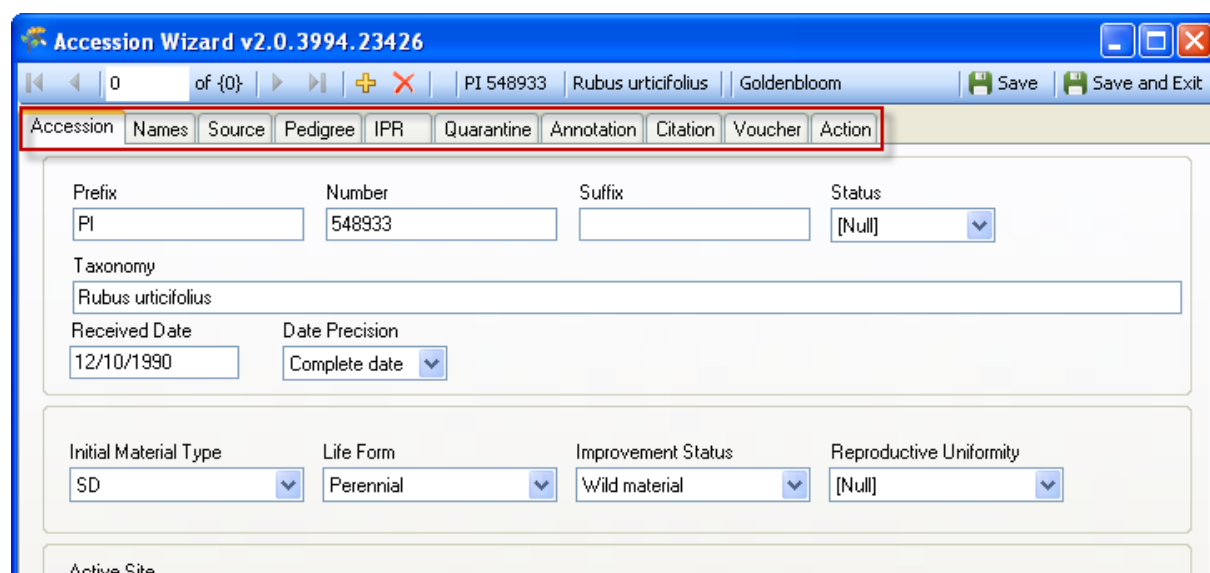 Accession Wizard v2.0.3994.23426
0 of {0} PI 548933 Rubus urticifolius Goldenbloom Save Save and Exit
Accession Names Source Pedigree IPR Quarantine Annotation Citation Voucher Action
Prefix Number Suffix Status
PI 548933 [Null]
Taxonomy
Rubus urticifolius
Received Date Date Precision
12/10/1990 Complete date
Initial Material Type Life Form Improvement Status Reproductive Uniformity
SD Perennial Wild material [Null]
Active Site